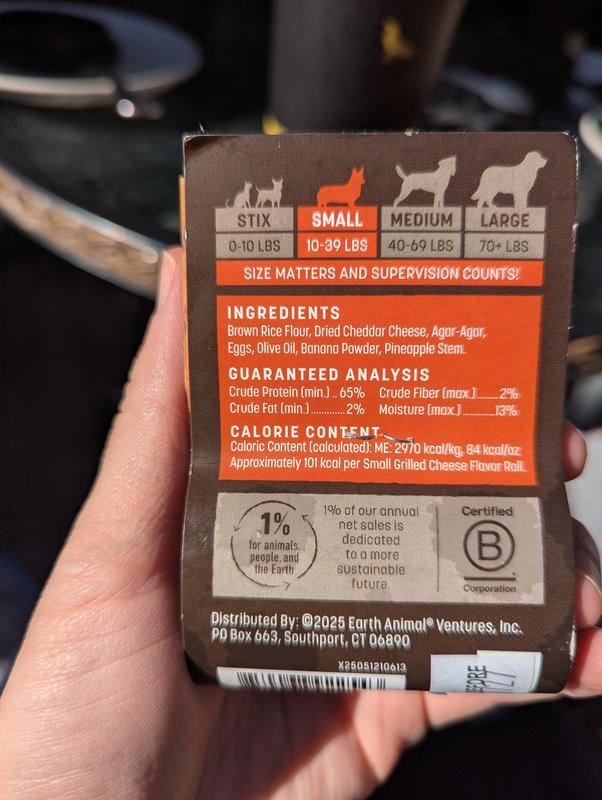 STIX SMALL MEDIUM LARGE
0-10 LBS 10-39 LBS 40-69 LBS 70+ LBS
SIZE MATTERS AND SUPERVISION COUNTS!
INGREDIENTS
Brown Rice Flour, Dried Cheddar Cheese, Agar-Agar,
Eggs, Olive Oil, Banana Powder, Pineapple Stem.
GUARANTEED ANALYSIS
Crude Protein (min.)..65% Crude Fiber (max.).......2%
Crude Fat (min.)............2% Moisture (max.)..........13%
CALORIE CONTENT
Caloric Content (calculated): ME: 2970 kcal/kg, 84 kcal/oz
Approximately 101 kcal per Small Grilled Cheese Flavor Roll.
1%
for animals,
people, and
the Earth
1% of our annual
net sales is
dedicated
to a more
sustainable
future.
Certified
B
Corporation
Distributed By: ©2025 Earth Animal® Ventures, Inc.
PO Box 663, Southport, CT 06890
X25051210613